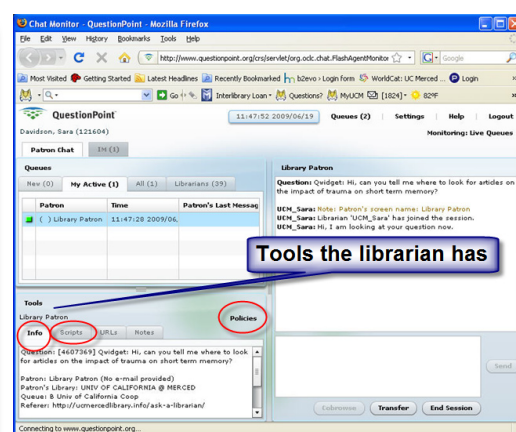 Chat Monitor - QuestionPoint - Mozilla Firefox
File Edit View History Bookmarks Tools Help
http://www.questionpoint.org/crs/servlet/org.oclc.chat.FlashAgentMonitor
Google
Most Visited Getting Started Latest Headlines Recently Bookmarked b2evo Login form WorldCat: UC Merced ... Login
Go Interlibrary Loan Questions? MyUCM [1824] 82°F
QuestionPoint
11:47:52 2009/06/19 Queues (2) Settings Help Logout
Davidson, Sara (121604)
Monitoring: Live Queues
Patron Chat IM (1)
Queues
New (0) My Active (1) All (1) Librarians (39)
Patron Time Patron's Last Messag
( ) Library Patron 11:47:28 2009/06,
Library Patron
Question: Qvidget: Hi, can you tell me where to look for articles on
the impact of trauma on short term memory?
UCM_Sara: Note: Patron's screen name: Library Patron
UCM_Sara: Librarian 'UCM_Sara' has joined the session.
UCM_Sara: Hi, I am looking at your question now.
Tools the librarian has
Tools
Library Patron
Policies
Info Scripts URLs Notes
Question: [4607369] Qvidget: Hi, can you tell me where to look
for articles on the impact of trauma on short term memory?
Patron: Library Patron (No e-mail provided)
Patron's Library: UNIV OF CALIFORNIA @ MERCED
Queue: 8 Univ of California Coop
Referer: http://ucmercedlibrary.info/ask-a-librarian/
Send
Cobrowse Transfer End Session
Connecting to www.questionpoint.org...